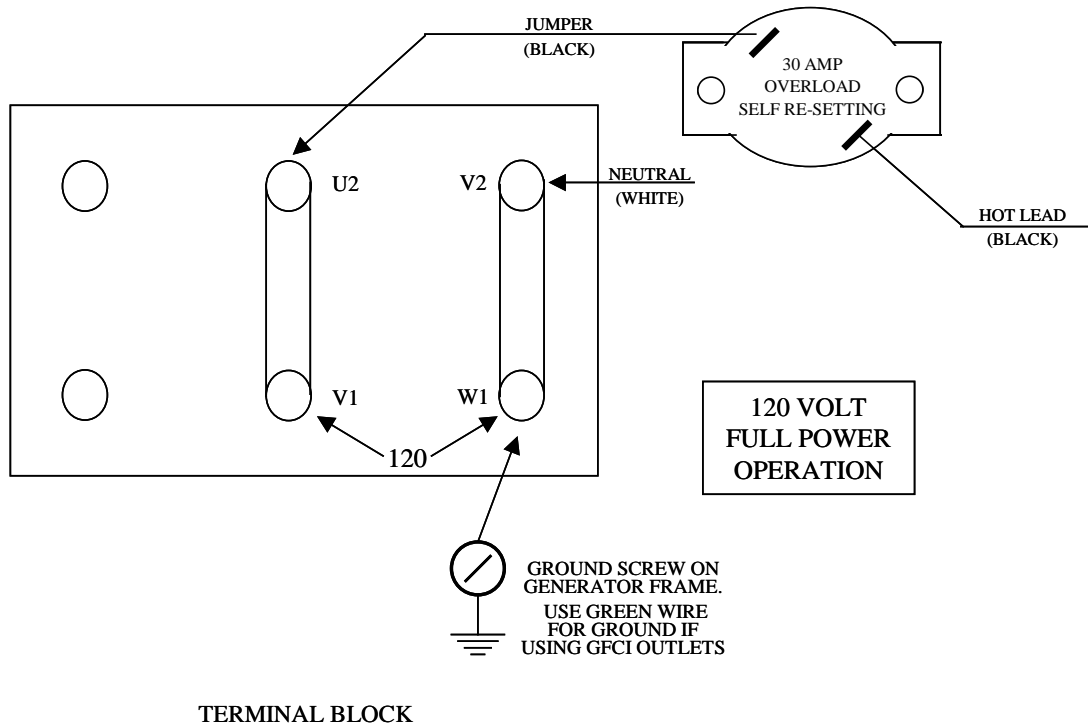 JUMPER
(BLACK)
30 AMP
OVERLOAD
SELF RE-SETTING
U2
V2
NEUTRAL
(WHITE)
HOT LEAD
(BLACK)
V1
W1
120
120 VOLT
FULL POWER
OPERATION
GROUND SCREW ON
GENERATOR FRAME.
USE GREEN WIRE
FOR GROUND IF
USING GFCI OUTLETS
TERMINAL BLOCK